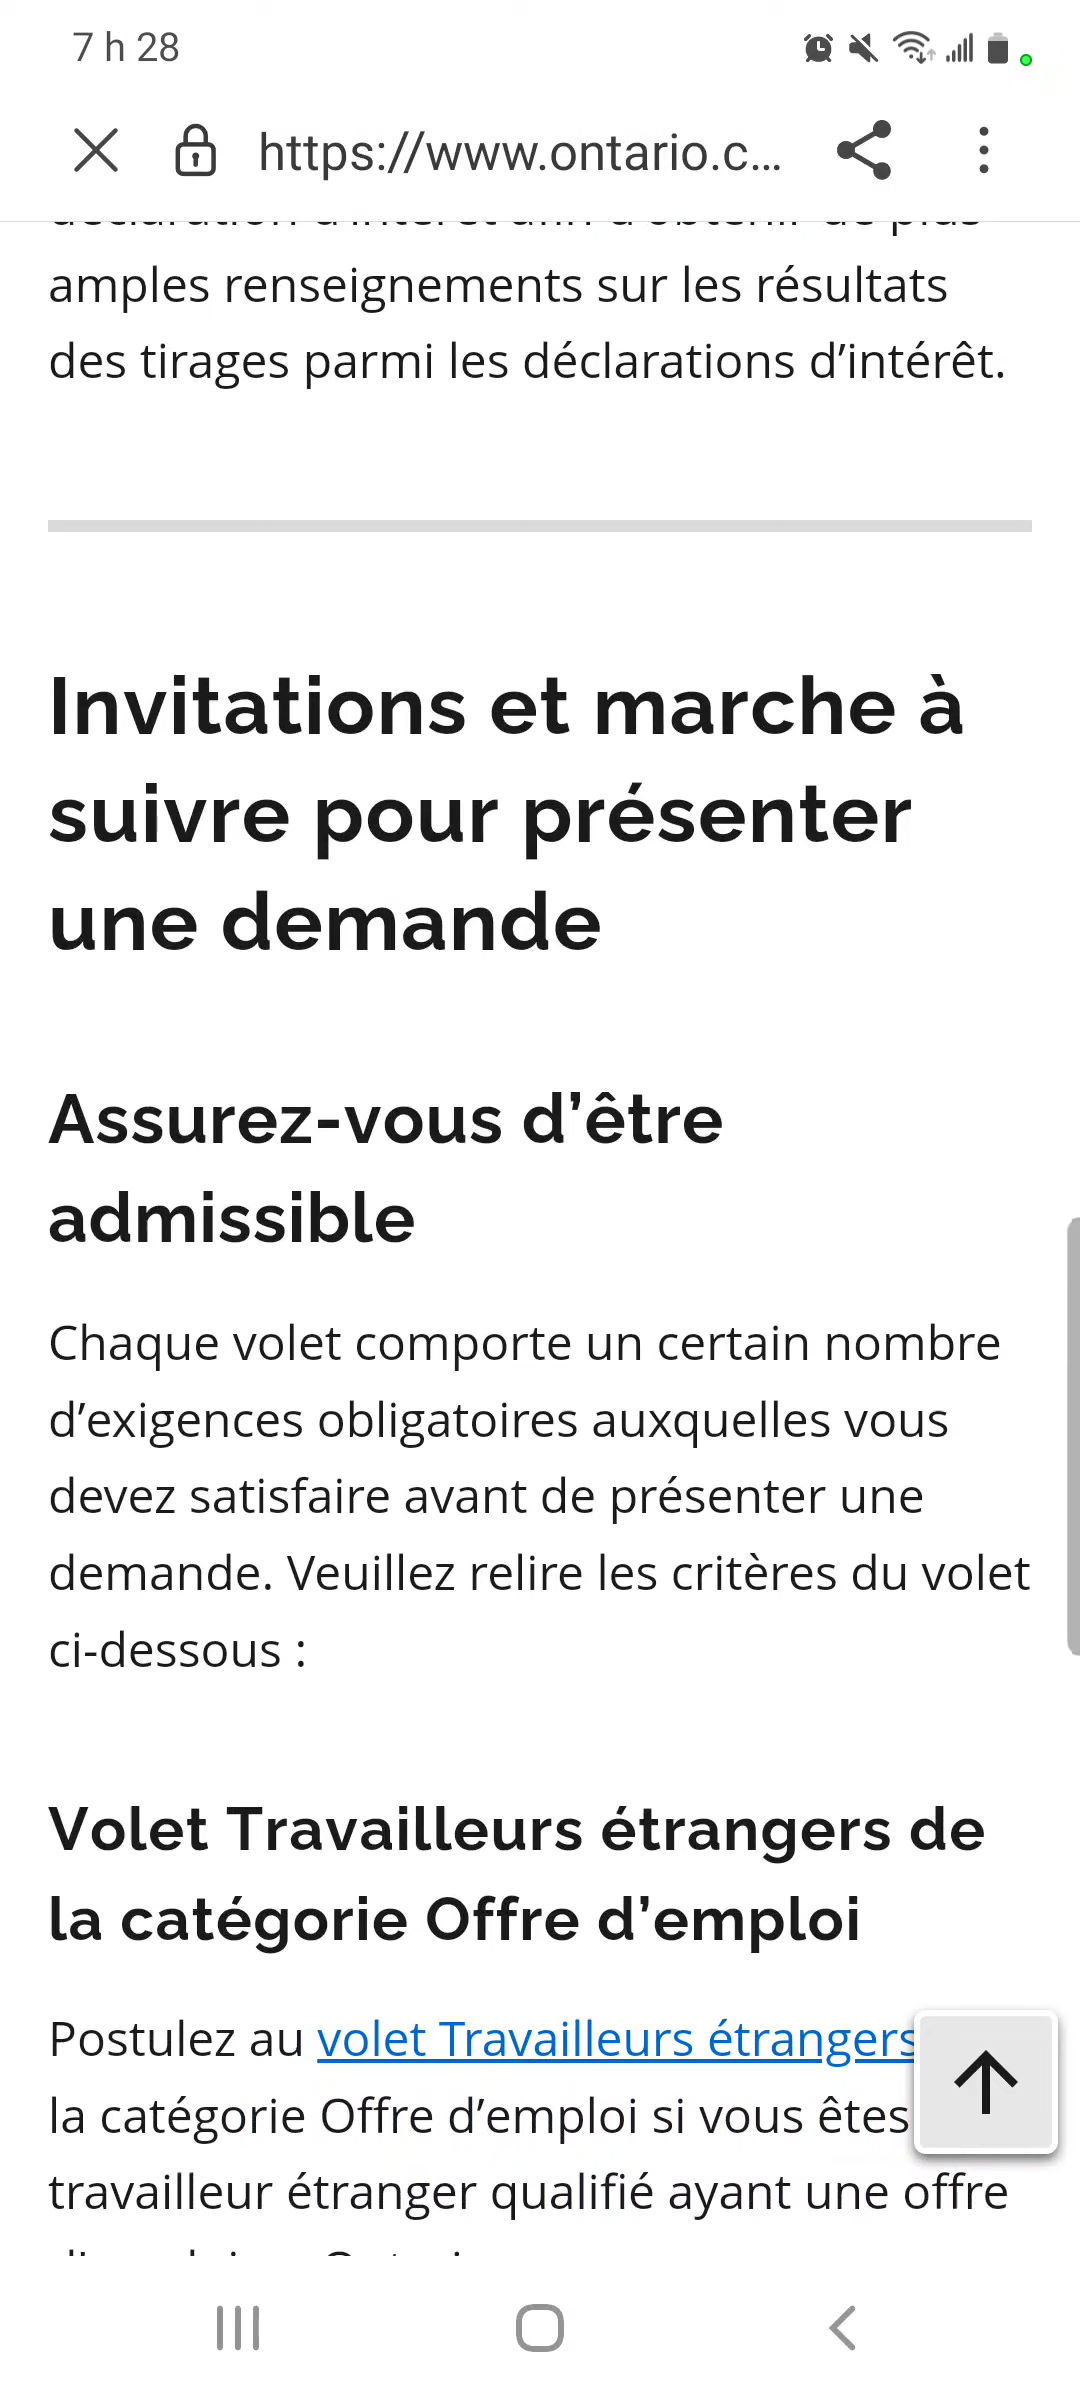 7 h 28
https://www.ontario.c...
amples renseignements sur les résultats
des tirages parmi les déclarations d’intérêt.
Invitations et marche à
suivre pour présenter
une demande
Assurez-vous d’être
admissible
Chaque volet comporte un certain nombre
d’exigences obligatoires auxquelles vous
devez satisfaire avant de présenter une
demande. Veuillez relire les critères du volet
ci-dessous :
Volet Travailleurs étrangers de
la catégorie Offre d’emploi
Postulez au volet Travailleurs étrangers
la catégorie Offre d’emploi si vous êtes
travailleur étranger qualifié ayant une offre